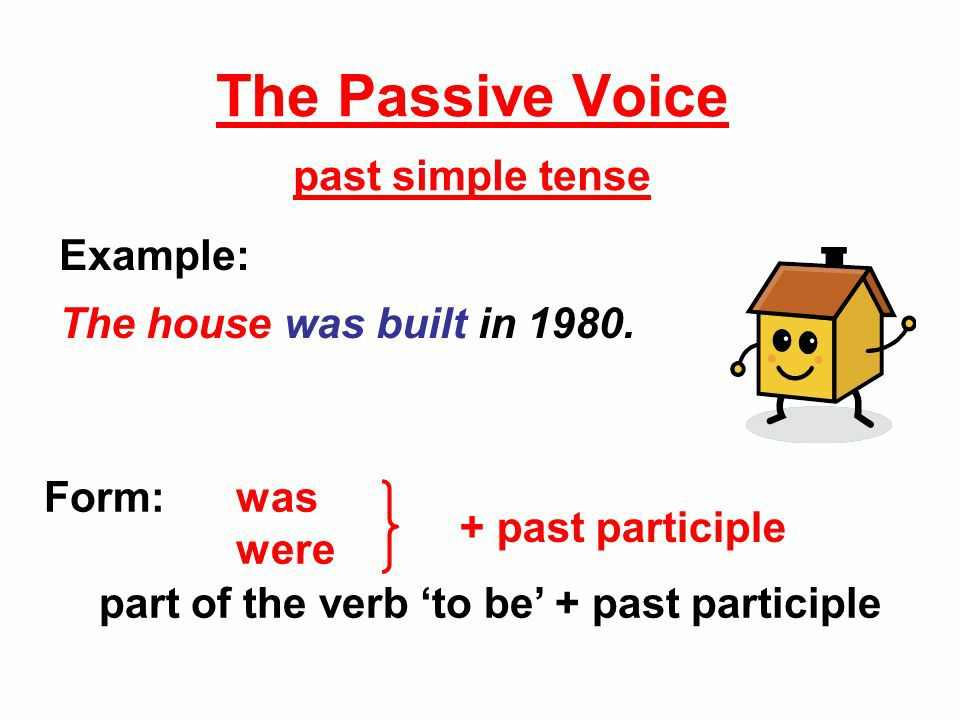 The Passive Voice
past simple tense
Example:
The house was built in 1980.
Form: was
were
+ past participle
part of the verb ‘to be’ + past participle